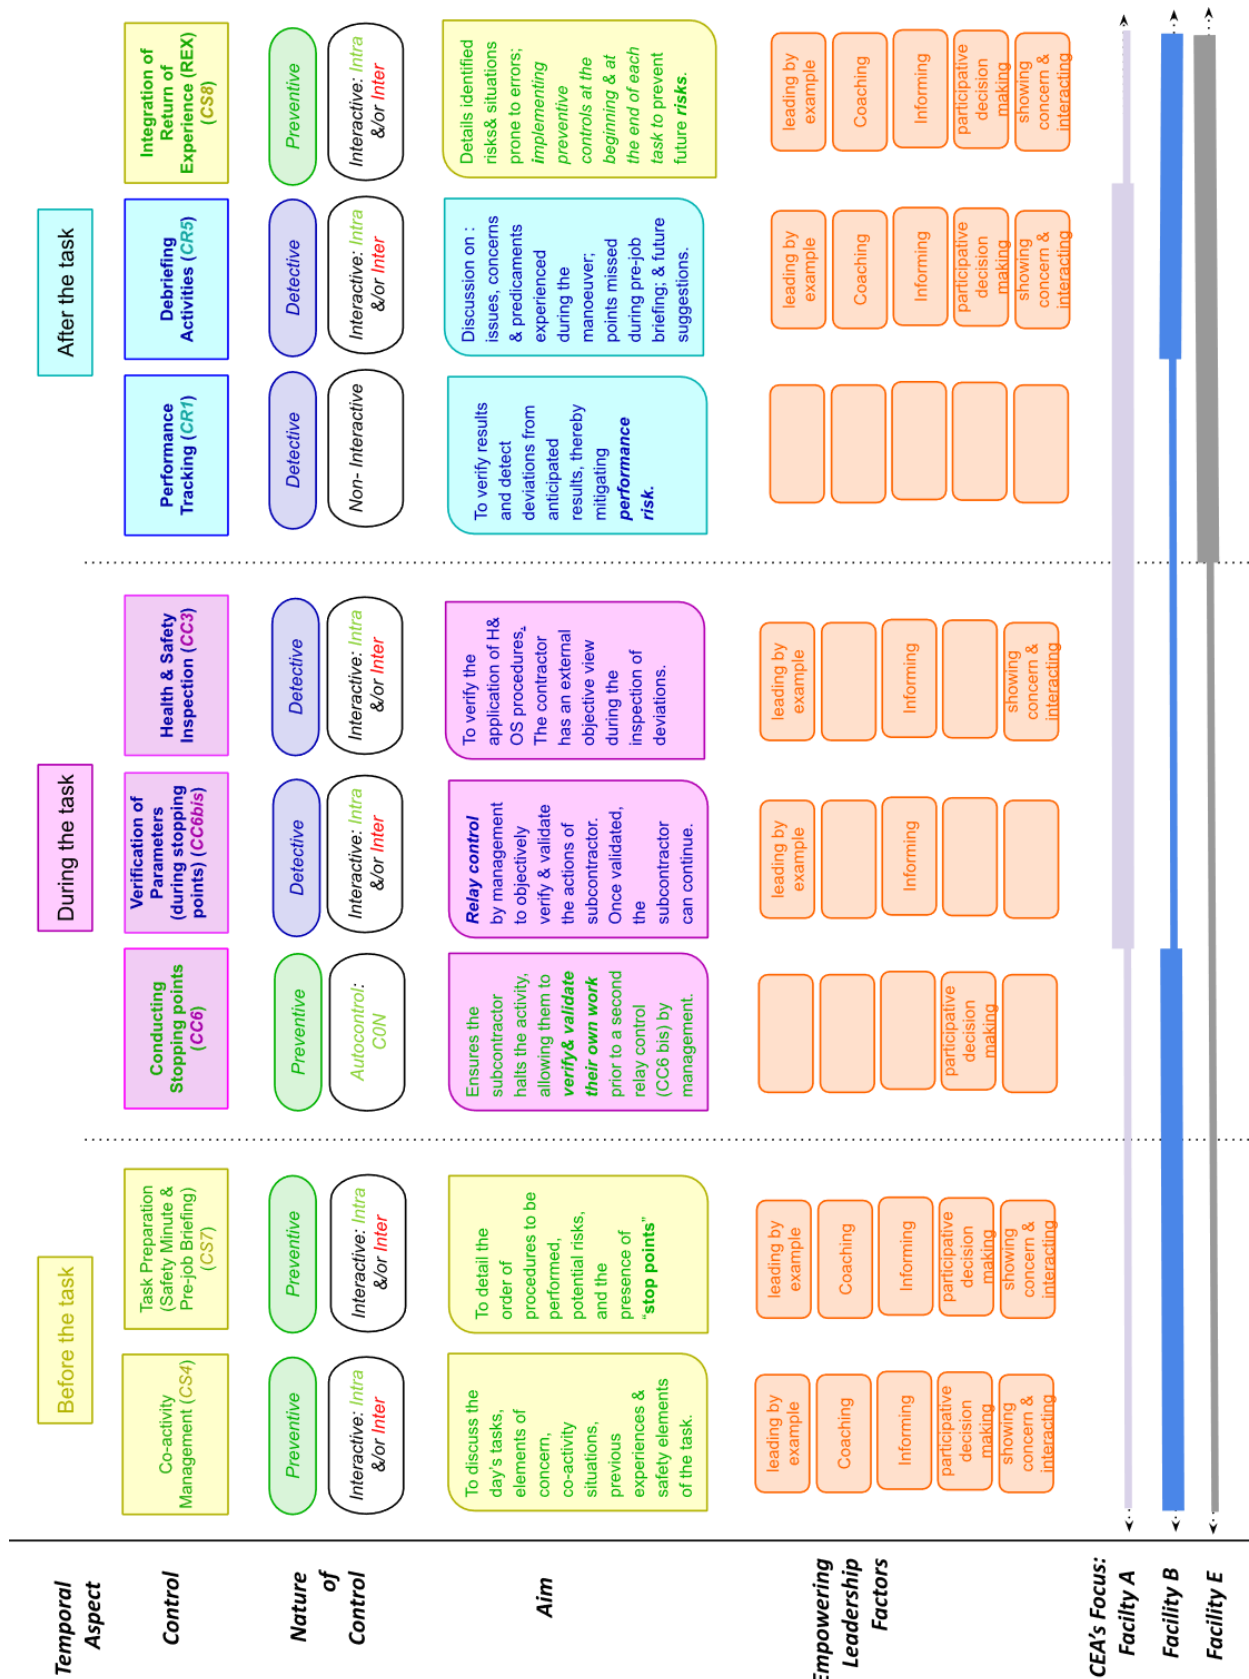 Temporal
Aspect
Before the task
During the task
After the task
Control
Co-activity
Management (CS4)
Task Preparation
(Safety Minute &
Pre-job Briefing)
(CS7)
Conducting
Stopping points
(CC6)
Verification of
Parameters
(during stopping
points) (CC6bis)
Health & Safety
Inspection (CC3)
Performance
Tracking (CR1)
Debriefing
Activities (CR5)
Integration of
Return of
Experience (REX)
(CS8)
Nature
of
Control
Preventive
Interactive: Intra
&/or Inter
Preventive
Interactive: Intra
&/or Inter
Preventive
Autocontrol:
C0N
Detective
Interactive: Intra
&/or Inter
Detective
Interactive: Intra
&/or Inter
Detective
Non- Interactive
Detective
Interactive: Intra
&/or Inter
Preventive
Interactive: Intra
&/or Inter
Aim
To discuss the
day's tasks,
elements of
concern,
co-activity
situations,
previous
experiences &
safety elements
of the task.
To detail the
order of
procedures to be
performed,
potential risks,
and the
presence of
“stop points”
Ensures the
subcontractor
halts the activity,
allowing them to
verify& validate
their own work
prior to a second
relay control
(CC6 bis) by
management.
Relay control
by management
to objectively
verify & validate
the actions of
subcontractor.
Once validated,
the
subcontractor
can continue.
To verify the
application of H&
OS procedures.
The contractor
has an external
objective view
during the
inspection of
deviations.
To verify results
and detect
deviations from
anticipated
results, thereby
mitigating
performance
risk.
Discussion on :
issues, concerns
& predicaments
experienced
during the
manoeuver;
points missed
during pre-job
briefing; & future
suggestions.
Details identified
risks& situations
prone to errors;
implementing
preventive
controls at the
beginning & at
the end of each
task to prevent
future risks.
Empowering
Leadership
Factors
leading by
example
Coaching
Informing
participative
decision
making
showing
concern &
interacting
leading by
example
Coaching
Informing
participative
decision
making
showing
concern &
interacting
participative
decision
making
leading by
example
Informing
leading by
example
Informing
showing
concern &
interacting
leading by
example
Coaching
Informing
participative
decision
making
showing
concern &
interacting
leading by
example
Coaching
Informing
participative
decision
making
showing
concern &
interacting
CEA's Focus:
Facilty A
Facility B
Facility E